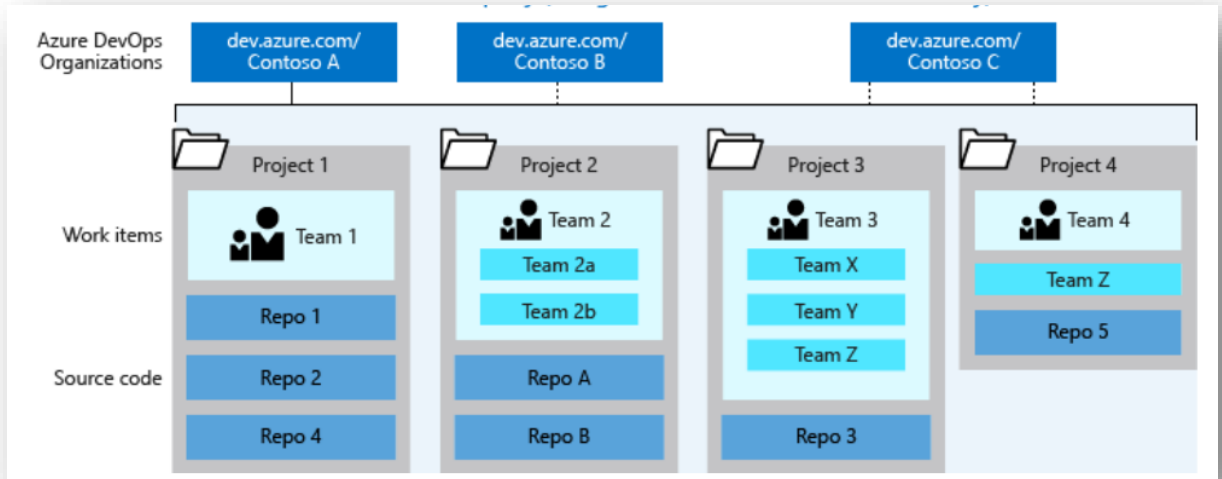 Azure DevOps
Organizations
dev.azure.com/
Contoso A
dev.azure.com/
Contoso B
dev.azure.com/
Contoso C
Project 1
Project 2
Project 3
Project 4
Work items
Team 1
Team 2
Team 2a
Team 2b
Team 3
Team X
Team Y
Team Z
Team 4
Team Z
Source code
Repo 1
Repo 2
Repo 4
Repo A
Repo B
Repo 3
Repo 5